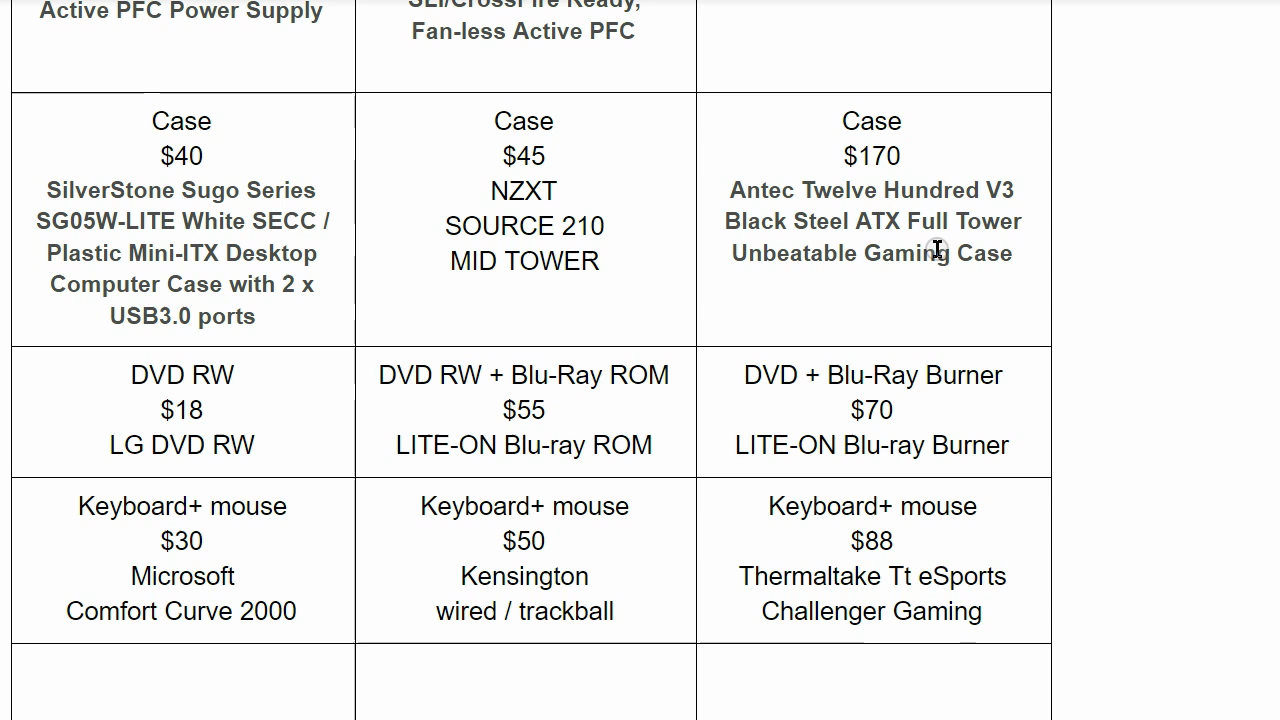 Active PFC Power Supply
SLI/CrossFire Ready,
Fan-less Active PFC
Case
$40
SilverStone Sugo Series
SG05W-LITE White SECC /
Plastic Mini-ITX Desktop
Computer Case with 2 x
USB3.0 ports
Case
$45
NZXT
SOURCE 210
MID TOWER
Case
$170
Antec Twelve Hundred V3
Black Steel ATX Full Tower
Unbeatable Gaming Case
DVD RW
$18
LG DVD RW
DVD RW + Blu-Ray ROM
$55
LITE-ON Blu-ray ROM
DVD + Blu-Ray Burner
$70
LITE-ON Blu-ray Burner
Keyboard+ mouse
$30
Microsoft
Comfort Curve 2000
Keyboard+ mouse
$50
Kensington
wired / trackball
Keyboard+ mouse
$88
Thermaltake Tt eSports
Challenger Gaming